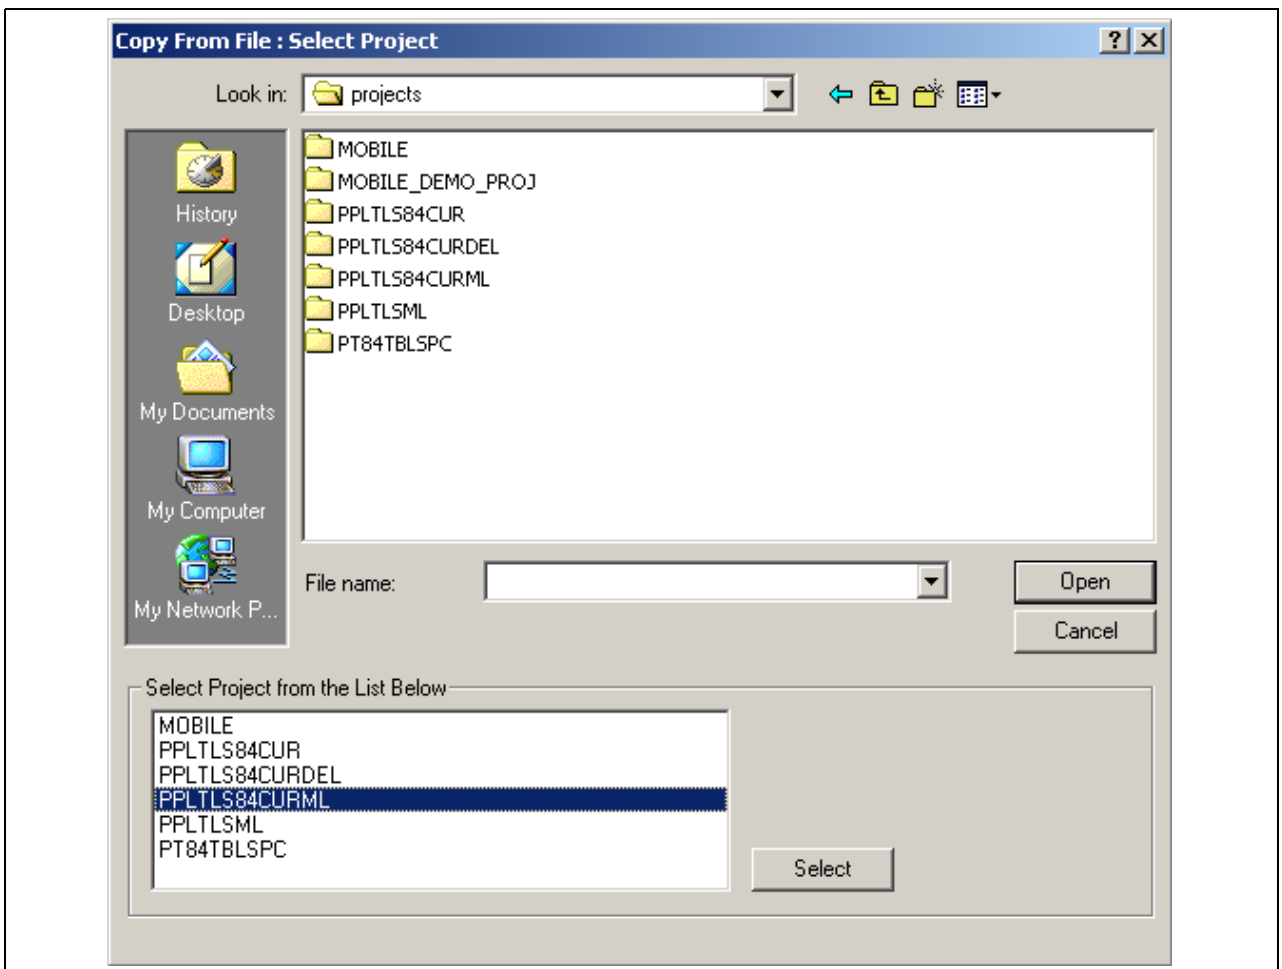 Copy From File : Select Project
Look in: projects
History
Desktop
My Documents
My Computer
My Network P...
MOBILE
MOBILE_DEMO_PROJ
PPLTLS84CUR
PPLTLS84CURDEL
PPLTLS84CURML
PPLTLSML
PT84TBLSPC
File name:
Open
Cancel
Select Project from the List Below
MOBILE
PPLTLS84CUR
PPLTLS84CURDEL
PPLTLS84CURML
PPLTLSML
PT84TBLSPC
Select